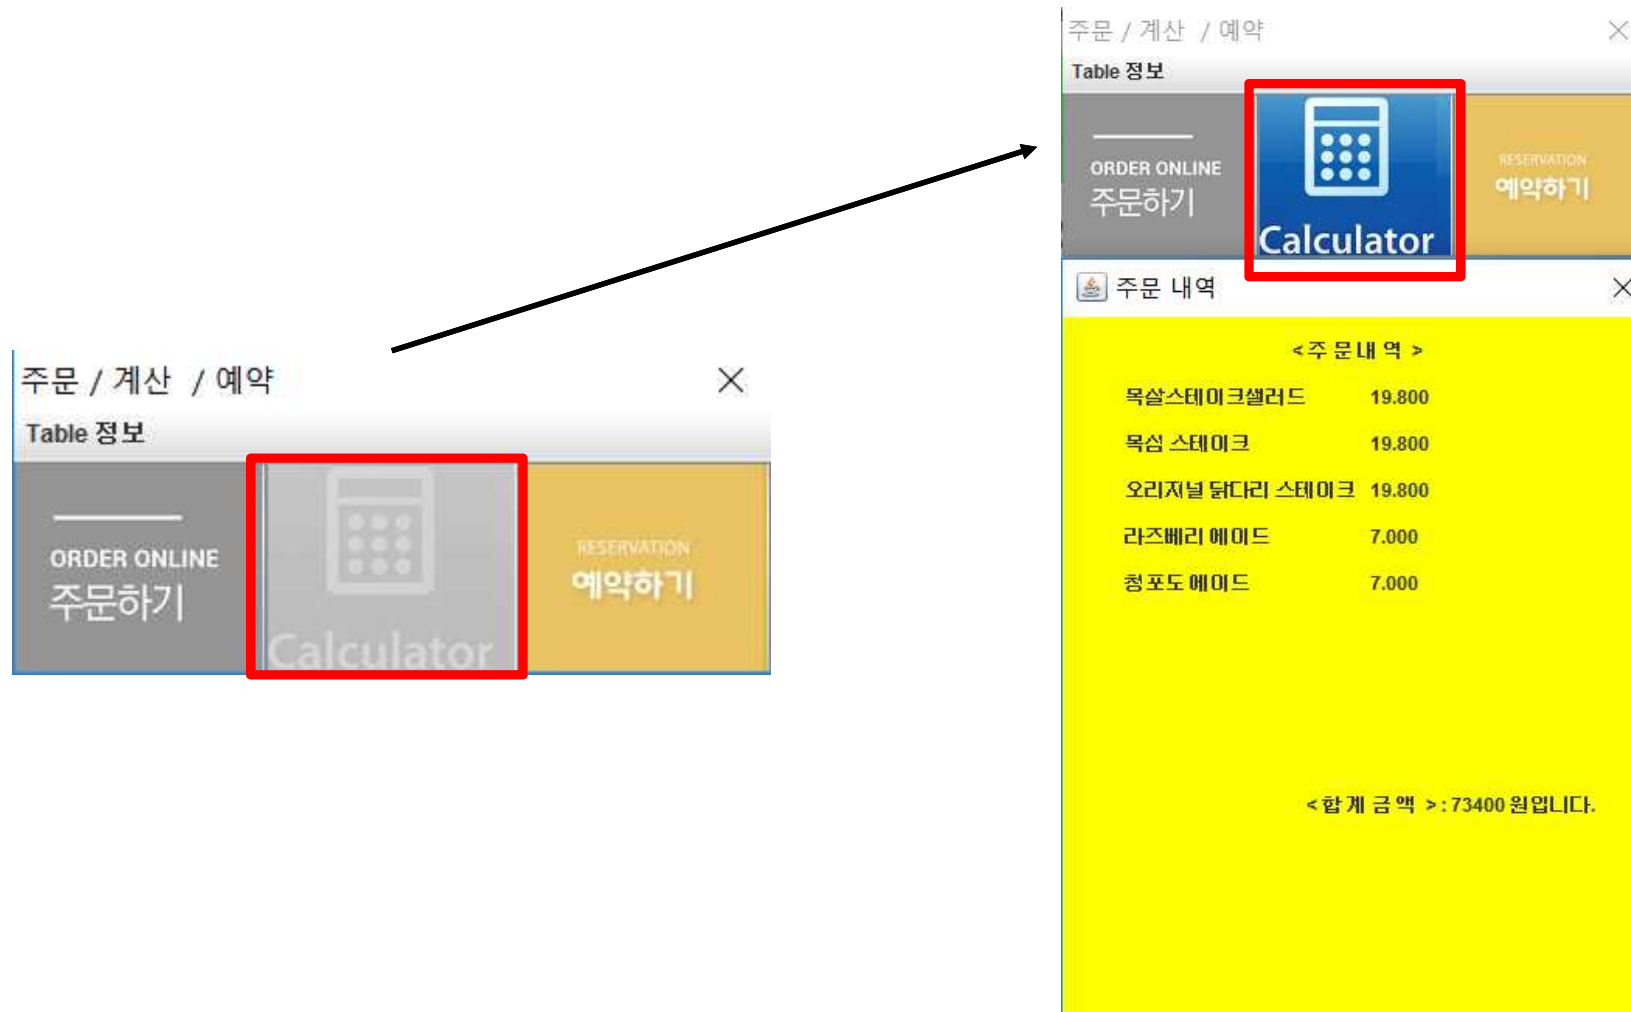 주문 / 계산 / 예약
Table 정보
ORDER ONLINE
주문하기
Calculator
RESERVATION
예약하기
주문 / 계산 / 예약
Table 정보
ORDER ONLINE
주문하기
Calculator
RESERVATION
예약하기
주문 내역
<주 문내 역 >
목살스테이크샐러드 19.800
목심 스테이크 19.800
오리지널 닭다리 스테이크 19.800
라즈베리 에이드 7.000
청포도 에이드 7.000
<합 계 금 액 > : 73400 원입니다.